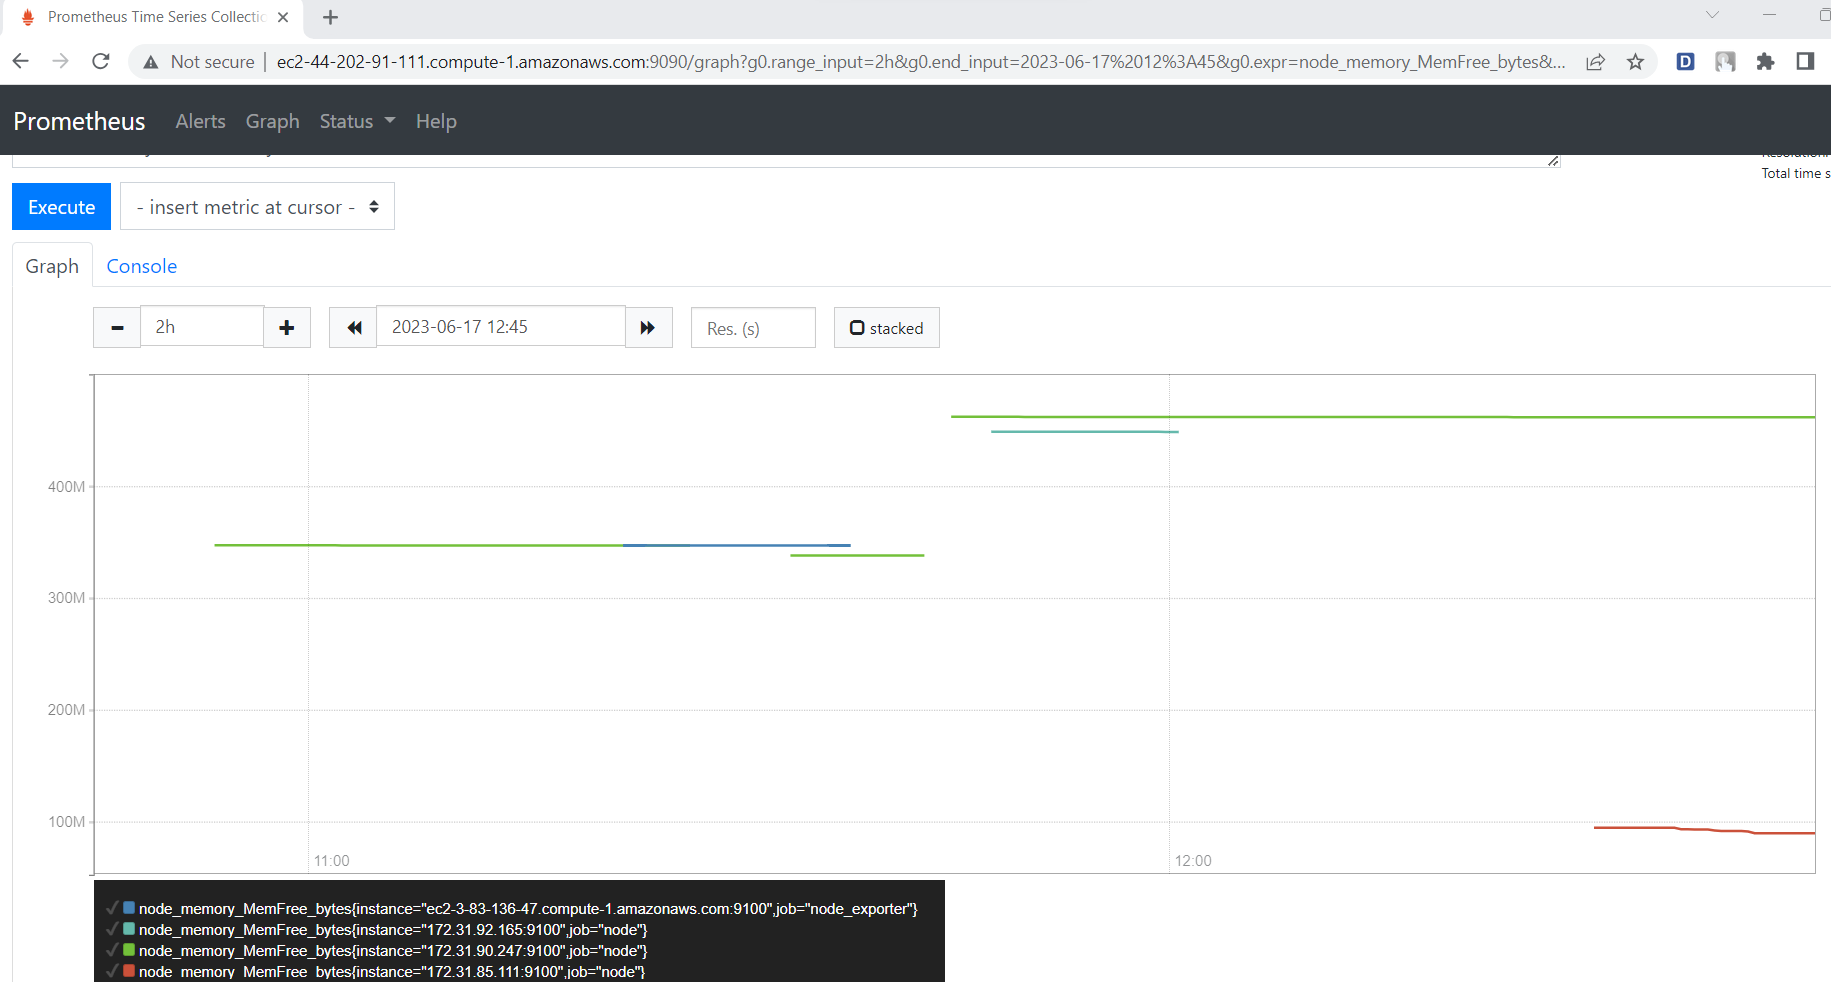 Prometheus Time Series Collectio
Not secure ec2-44-202-91-111.compute-1.amazonaws.com:9090/graph?g0.range_input=2h&g0.end_input=2023-06-17%2012%3A45&g0.expr=node_memory_MemFree_bytes&...
D
Prometheus Alerts Graph Status Help
Total time s
Execute - insert metric at cursor -
Graph Console
2h 2023-06-17 12:45 Res. (s) stacked
400M
300M
200M
100M
11:00 12:00
node_memory_MemFree_bytes{instance="ec2-3-83-136-47.compute-1.amazonaws.com:9100",job="node_exporter"}
node_memory_MemFree_bytes{instance="172.31.92.165:9100",job="node"}
node_memory_MemFree_bytes{instance="172.31.90.247:9100",job="node"}
node_memory_MemFree_bytes{instance="172.31.85.111:9100",job="node"}